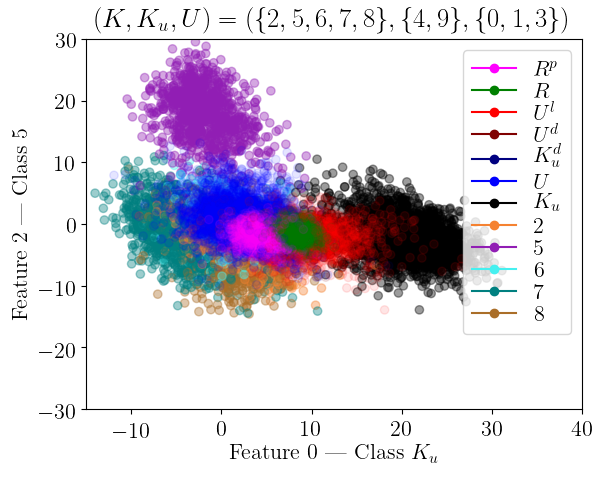 (K, K_u, U) = ({2, 5, 6, 7, 8}, {4, 9}, {0, 1, 3})
30
20
10
0
−10
−20
−30
Feature 2 — Class 5
R^p
R
U^l
U^d
K_u^d
U
K_u
2
5
6
7
8
−10 0 10 20 30 40
Feature 0 — Class K_u